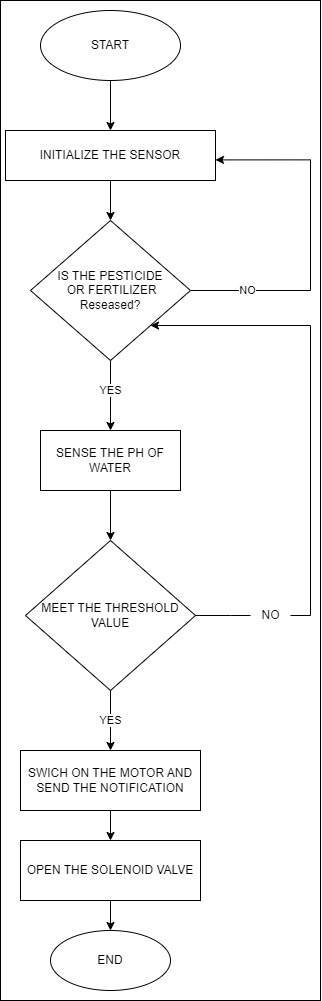 START
INITIALIZE THE SENSOR
IS THE PESTICIDE
OR FERTILIZER
Reseased?
NO
YES
SENSE THE PH OF
WATER
MEET THE THRESHOLD
VALUE
NO
YES
SWICH ON THE MOTOR AND
SEND THE NOTIFICATION
OPEN THE SOLENOID VALVE
END